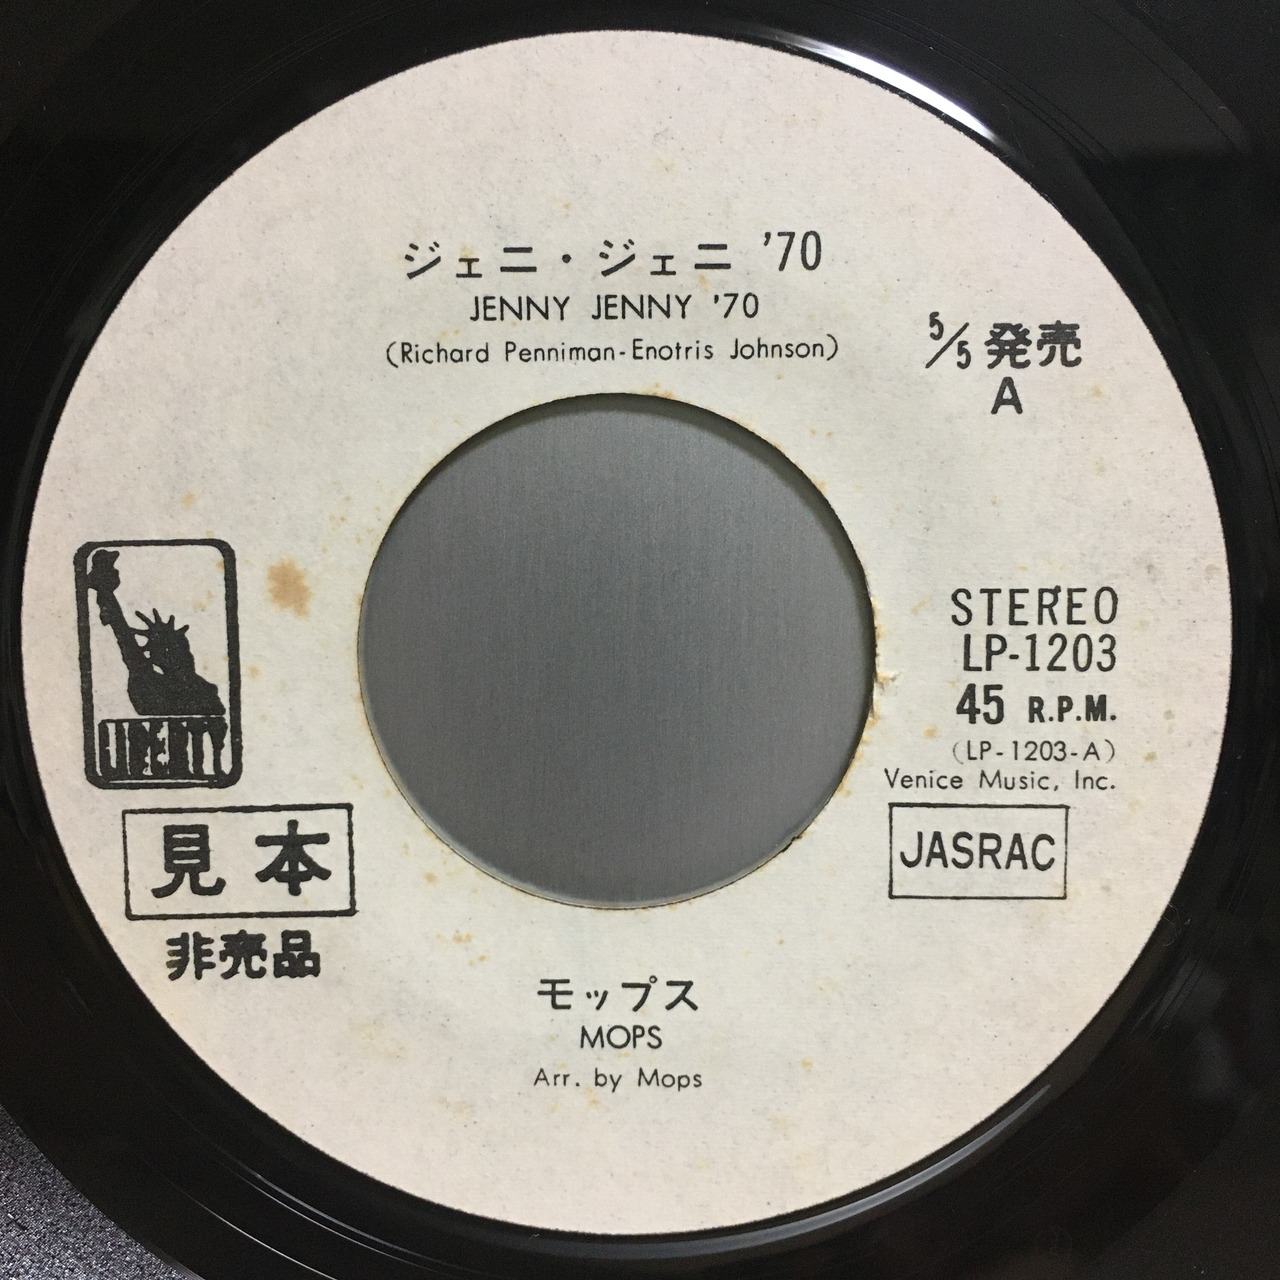 ジェニ・ジェニ '70
JENNY JENNY '70
(Richard Penniman-Enotris Johnson)
5/5 発売
A
STEREO
LP-1203
45 R.P.M.
(LP-1203-A)
Venice Music, Inc.
JASRAC
LIBERTY
見本
非売品
モップス
MOPS
Arr. by Mops